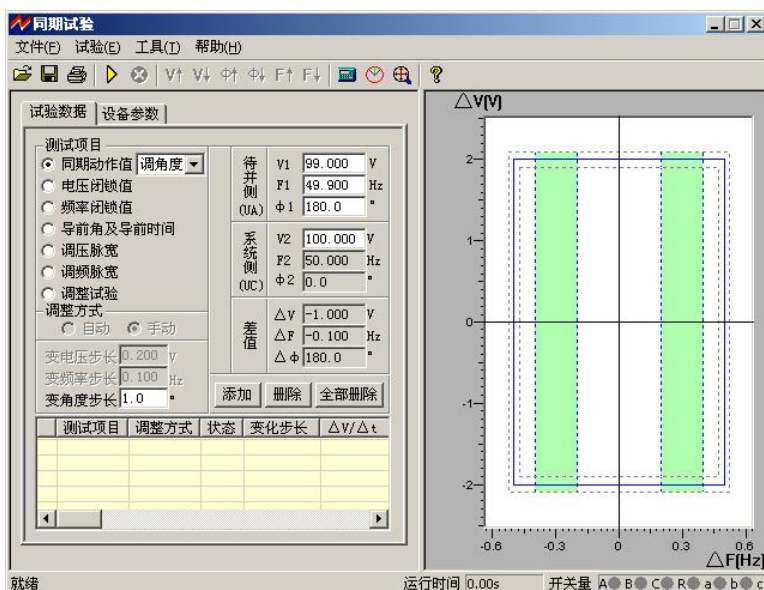 同期试验
文件(F) 试验(E) 工具(T) 帮助(H)
V↑ V↓ Φ↑ Φ↓ F↑ F↓
试验数据 设备参数
测试项目
同期动作值 调角度
电压闭锁值
频率闭锁值
导前角及导前时间
调压脉宽
调频脉宽
调整试验
调整方式
自动 手动
变电压步长 0.200 V
变频率步长 0.100 Hz
变角度步长 1.0 °
待并侧(UA)
V1 99.000 V
F1 49.900 Hz
Φ1 180.0 °
系统侧(UC)
V2 100.000 V
F2 50.000 Hz
Φ2 0.0 °
差值
△V -1.000 V
△F -0.100 Hz
△Φ 180.0 °
添加 删除 全部删除
测试项目 调整方式 状态 变化步长 △V/△t
△V(V)
2
1
0
-1
-2
-0.6 -0.3 0 0.3 0.6
△F(Hz)
就绪 运行时间 0.00s 开关量 A B C R a b c